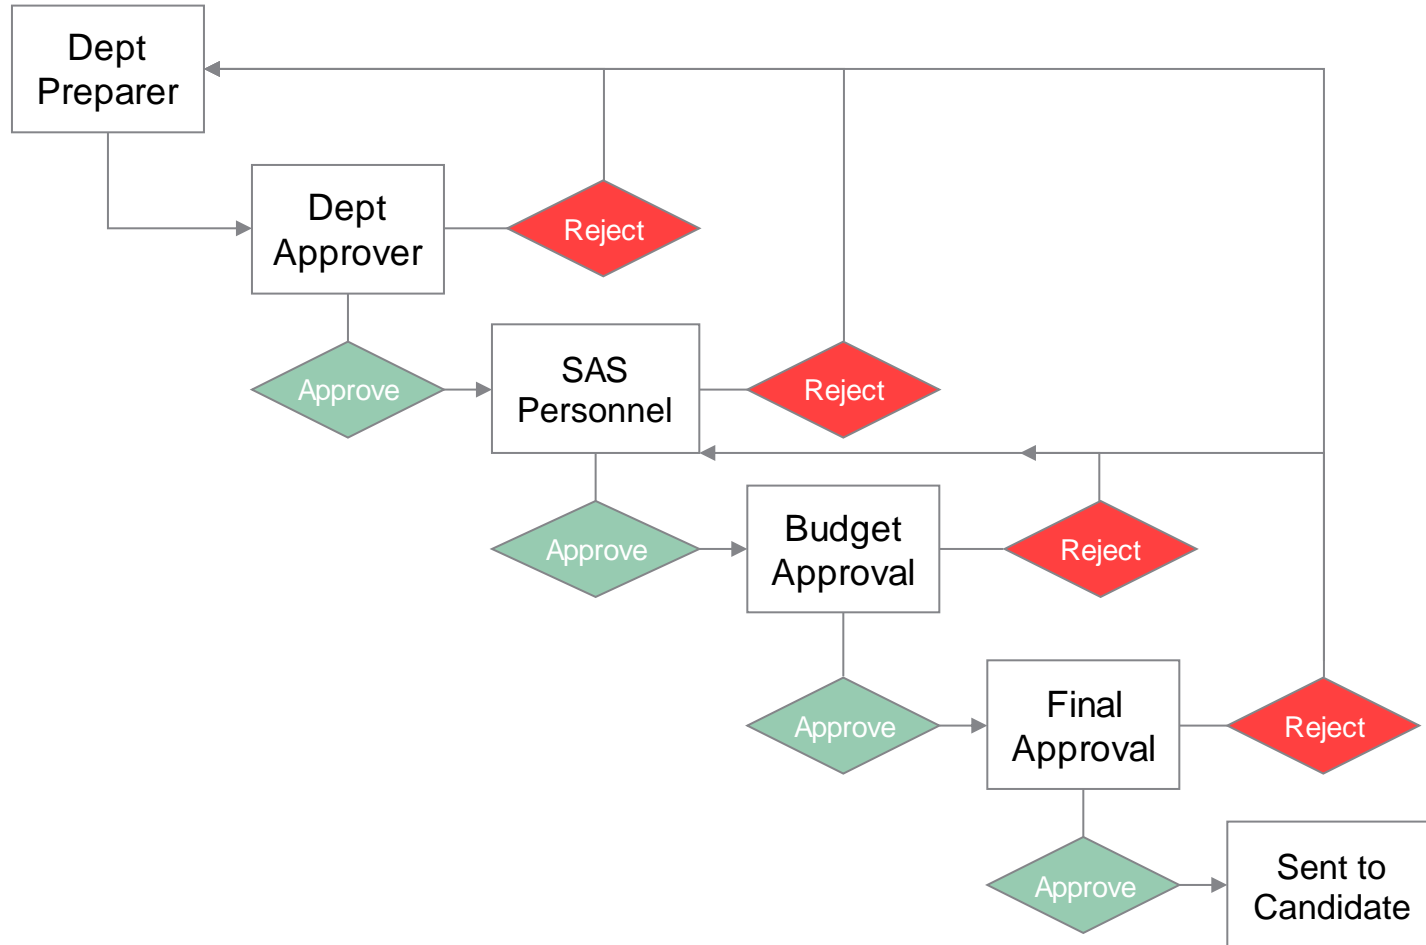 Dept
Preparer
Dept
Approver
Reject
Approve
SAS
Personnel
Reject
Approve
Budget
Approval
Reject
Approve
Final
Approval
Reject
Approve
Sent to
Candidate